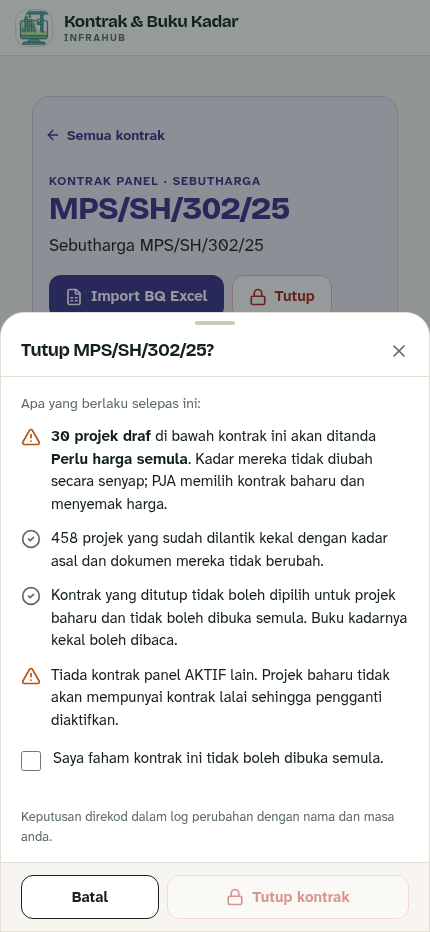 Kontrak & Buku Kadar
INFRAHUB
Semua kontrak
KONTRAK PANEL · SEBUTHARGA
MPS/SH/302/25
Sebutharga MPS/SH/302/25
Import BQ Excel
Tutup
Tutup MPS/SH/302/25?
Apa yang berlaku selepas ini:
30 projek draf di bawah kontrak ini akan ditanda
Perlu harga semula. Kadar mereka tidak diubah
secara senyap; PJA memilih kontrak baharu dan
menyemak harga.
458 projek yang sudah dilantik kekal dengan kadar
asal dan dokumen mereka tidak berubah.
Kontrak yang ditutup tidak boleh dipilih untuk projek
baharu dan tidak boleh dibuka semula. Buku kadarnya
kekal boleh dibaca.
Tiada kontrak panel AKTIF lain. Projek baharu tidak
akan mempunyai kontrak lalai sehingga pengganti
diaktifkan.
Saya faham kontrak ini tidak boleh dibuka semula.
Keputusan direkod dalam log perubahan dengan nama dan masa
anda.
Batal
Tutup kontrak